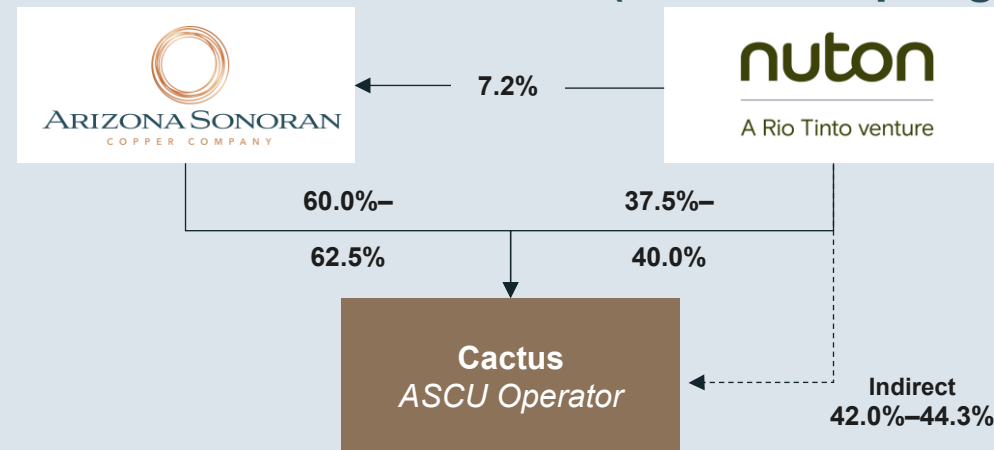 ARIZONA SONORAN
COPPER COMPANY
7.2%
nuton
A Rio Tinto venture
60.0%–
62.5%
37.5%–
40.0%
Cactus
ASCU Operator
Indirect
42.0%–44.3%